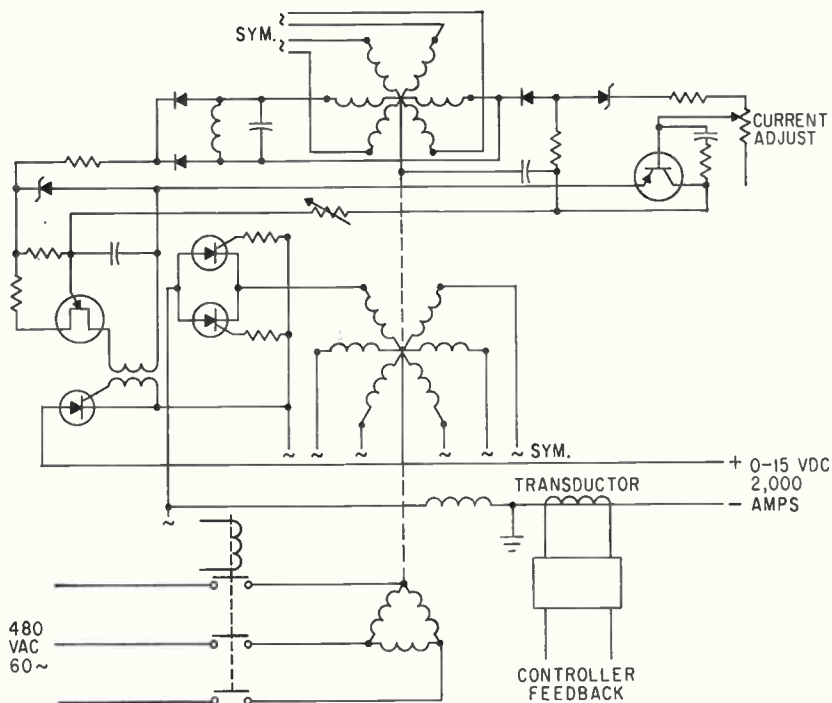 SYM.
CURRENT
ADJUST
SYM.
+ 0-15 VDC
2,000
- AMPS
TRANSDUCTOR
480
VAC
60~
CONTROLLER
FEEDBACK